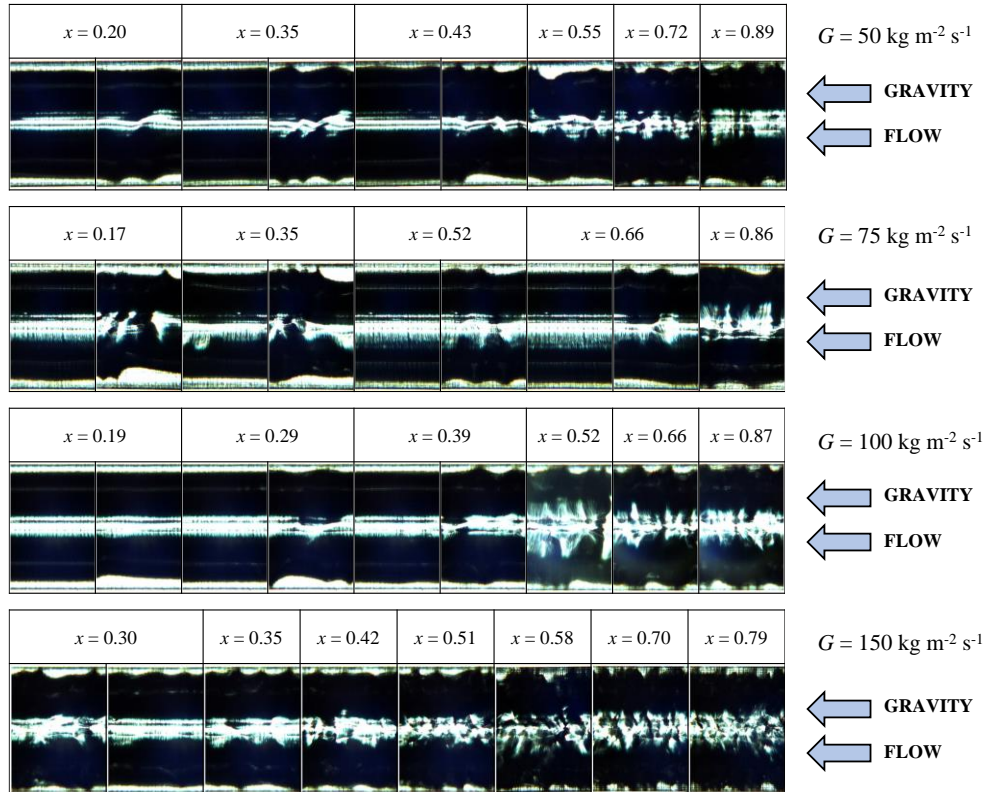 x = 0.20 x = 0.35 x = 0.43 x = 0.55 x = 0.72 x = 0.89 G = 50 kg m⁻² s⁻¹
GRAVITY
FLOW
x = 0.17 x = 0.35 x = 0.52 x = 0.66 x = 0.86 G = 75 kg m⁻² s⁻¹
GRAVITY
FLOW
x = 0.19 x = 0.29 x = 0.39 x = 0.52 x = 0.66 x = 0.87 G = 100 kg m⁻² s⁻¹
GRAVITY
FLOW
x = 0.30 x = 0.35 x = 0.42 x = 0.51 x = 0.58 x = 0.70 x = 0.79 G = 150 kg m⁻² s⁻¹
GRAVITY
FLOW